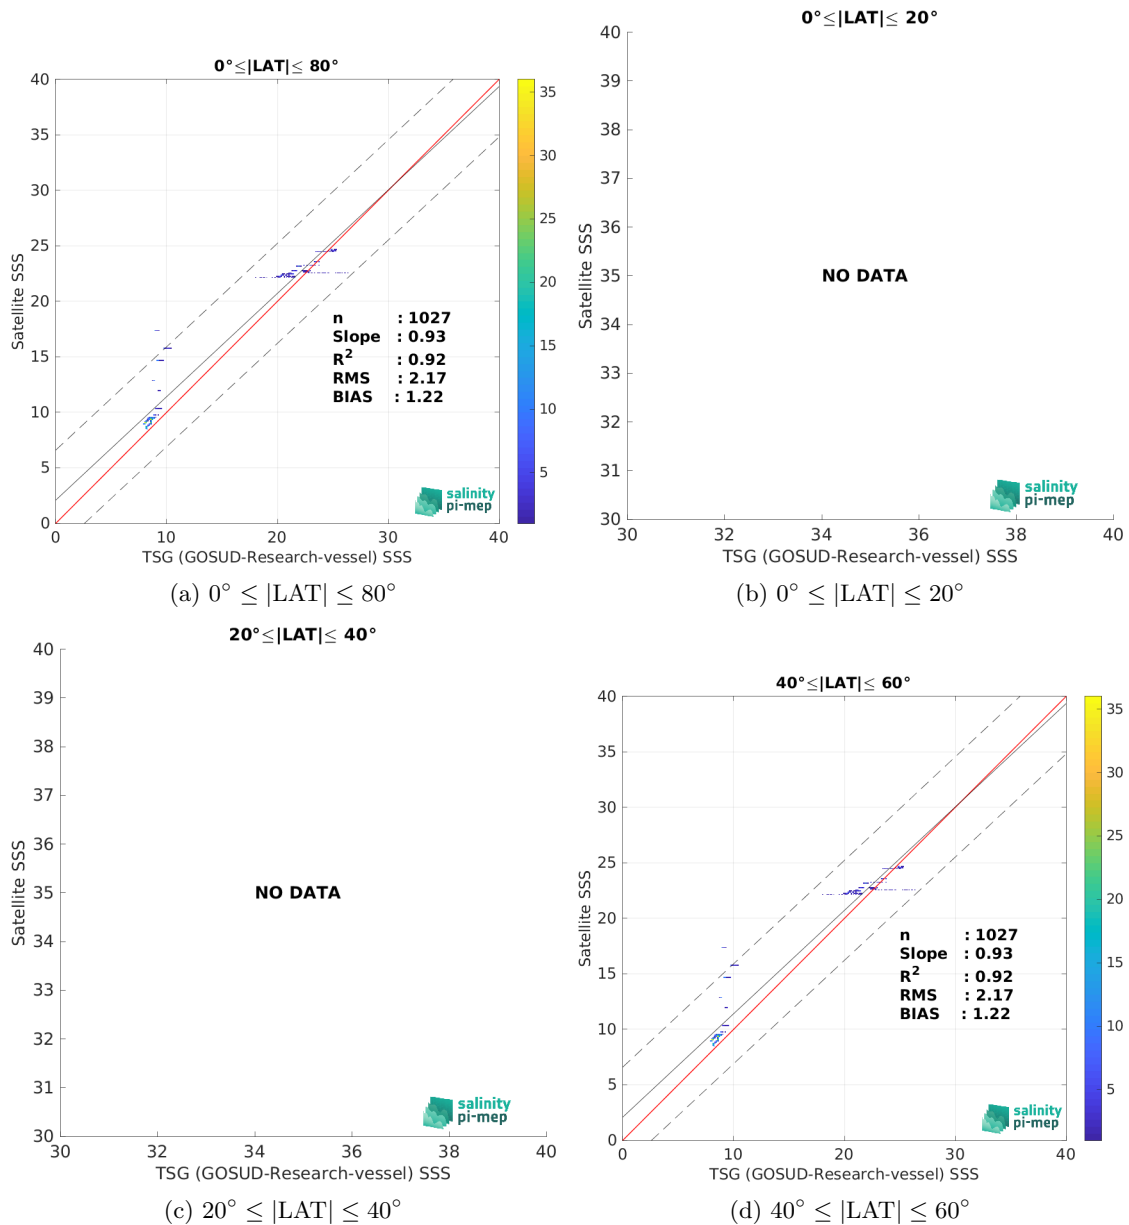 0°≤|LAT|≤ 80°
40
35
30
25
20
15
10
5
0
0
10
20
30
40
35
30
25
20
15
10
5
Satellite SSS
n : 1027
Slope : 0.93
R² : 0.92
RMS : 2.17
BIAS : 1.22
salinity
pi-mep
TSG (GOSUD-Research-vessel) SSS
(a) 0° ≤ |LAT| ≤ 80°
0°≤|LAT|≤ 20°
40
39
38
37
36
35
34
33
32
31
30
30
32
34
36
38
40
Satellite SSS
NO DATA
salinity
pi-mep
TSG (GOSUD-Research-vessel) SSS
(b) 0° ≤ |LAT| ≤ 20°
20°≤|LAT|≤ 40°
40
39
38
37
36
35
34
33
32
31
30
30
32
34
36
38
40
Satellite SSS
NO DATA
salinity
pi-mep
TSG (GOSUD-Research-vessel) SSS
(c) 20° ≤ |LAT| ≤ 40°
40°≤|LAT|≤ 60°
40
35
30
25
20
15
10
5
0
0
10
20
30
40
35
30
25
20
15
10
5
Satellite SSS
n : 1027
Slope : 0.93
R² : 0.92
RMS : 2.17
BIAS : 1.22
salinity
pi-mep
TSG (GOSUD-Research-vessel) SSS
(d) 40° ≤ |LAT| ≤ 60°